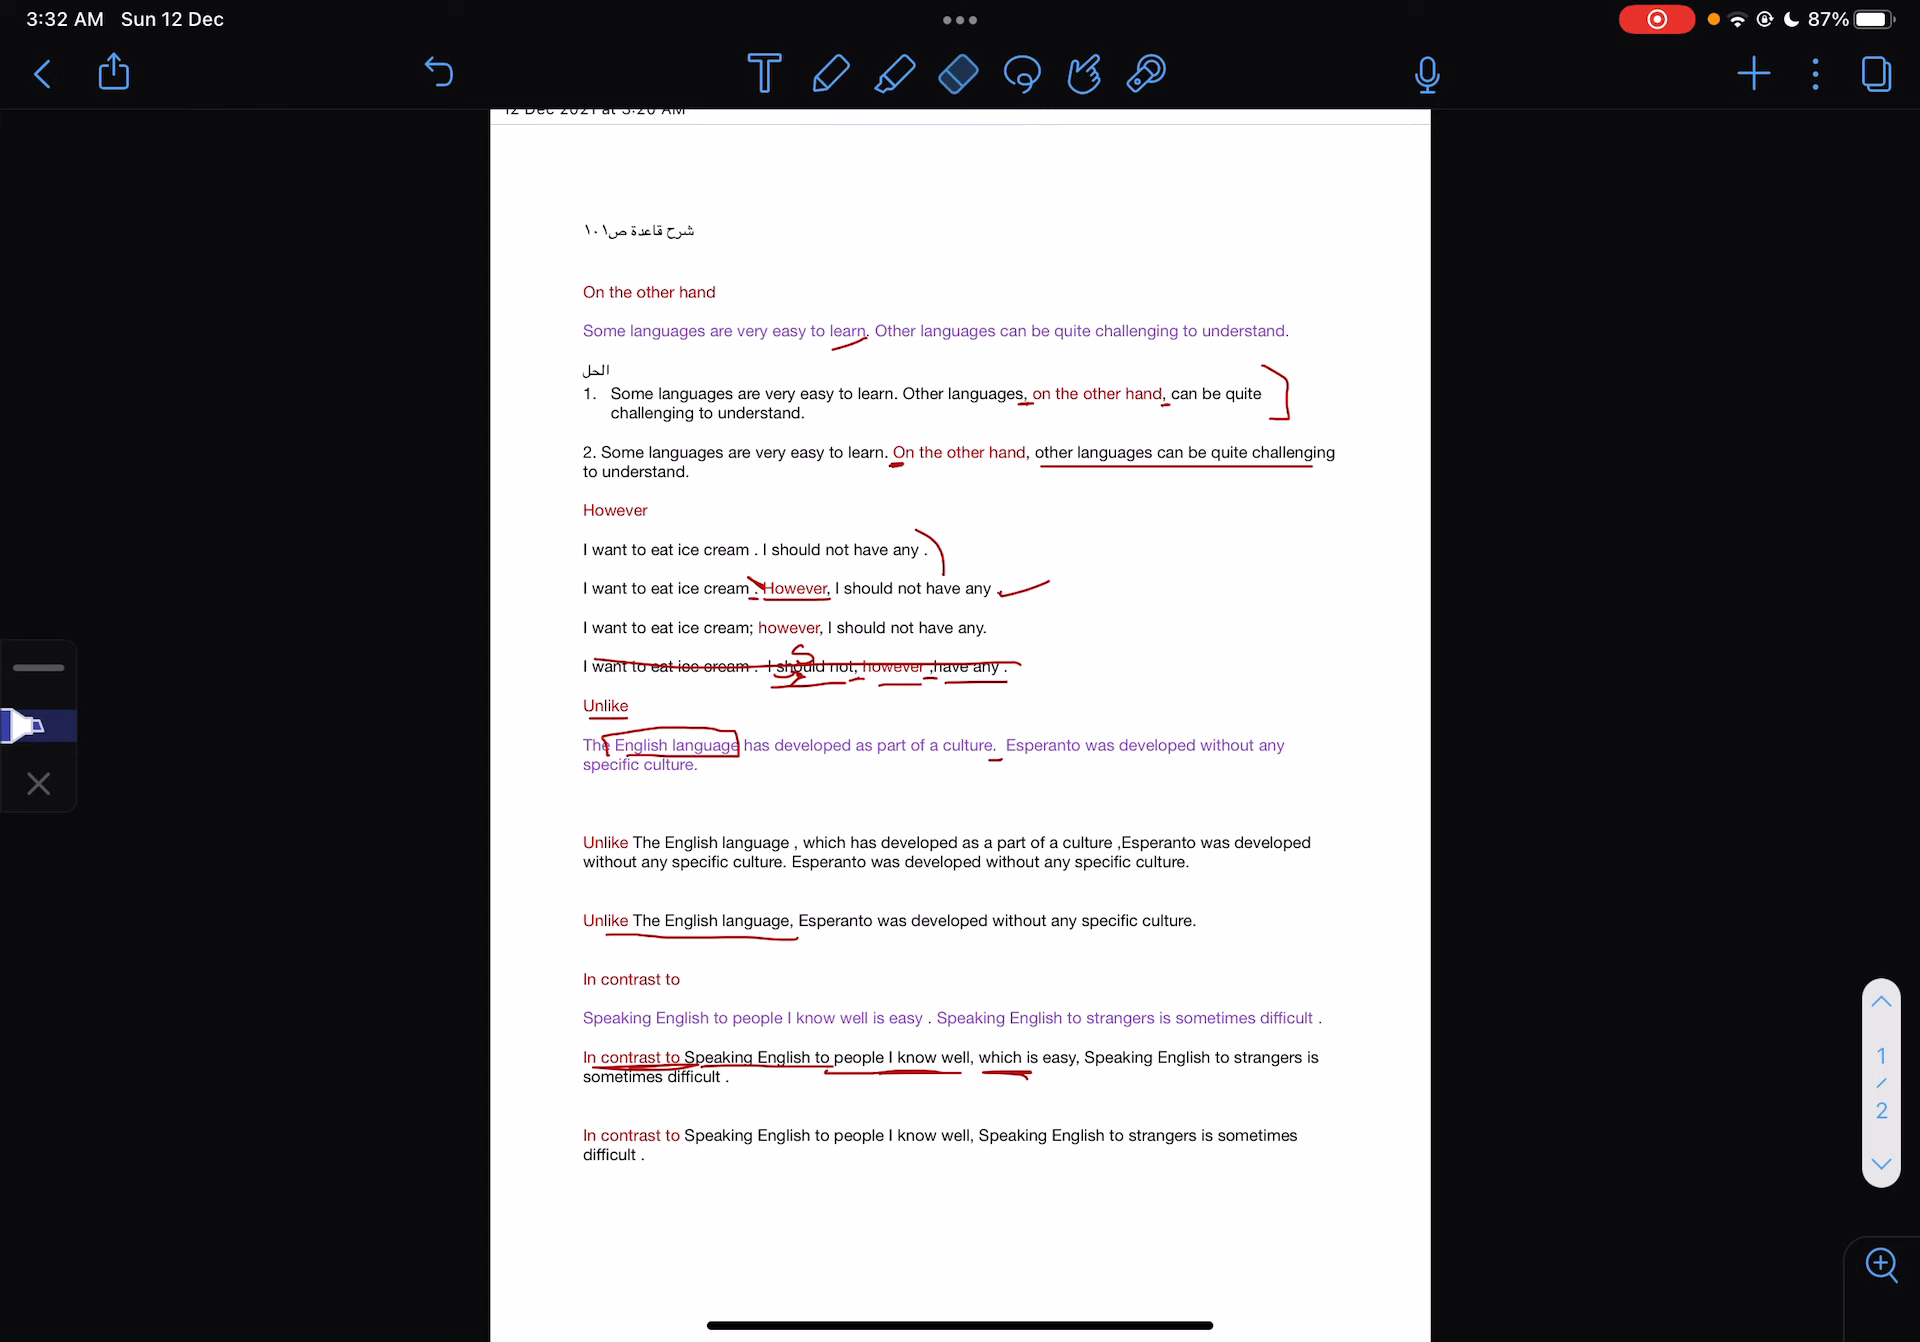 3:32 AM Sun 12 Dec
87%
12 Dec 2021 at 3:20 AM
شرح قاعدة ص١٠١
On the other hand
Some languages are very easy to learn. Other languages can be quite challenging to understand.
الحل
1. Some languages are very easy to learn. Other languages, on the other hand, can be quite
challenging to understand.
2. Some languages are very easy to learn. On the other hand, other languages can be quite challenging
to understand.
However
I want to eat ice cream . I should not have any .
I want to eat ice cream . However, I should not have any .
I want to eat ice cream; however, I should not have any.
I want to eat ice cream . I should not, however ,have any .
Unlike
The English language has developed as part of a culture. Esperanto was developed without any
specific culture.
Unlike The English language , which has developed as a part of a culture ,Esperanto was developed
without any specific culture. Esperanto was developed without any specific culture.
Unlike The English language, Esperanto was developed without any specific culture.
In contrast to
Speaking English to people I know well is easy . Speaking English to strangers is sometimes difficult .
In contrast to Speaking English to people I know well, which is easy, Speaking English to strangers is
sometimes difficult .
In contrast to Speaking English to people I know well, Speaking English to strangers is sometimes
difficult .
1
/
2